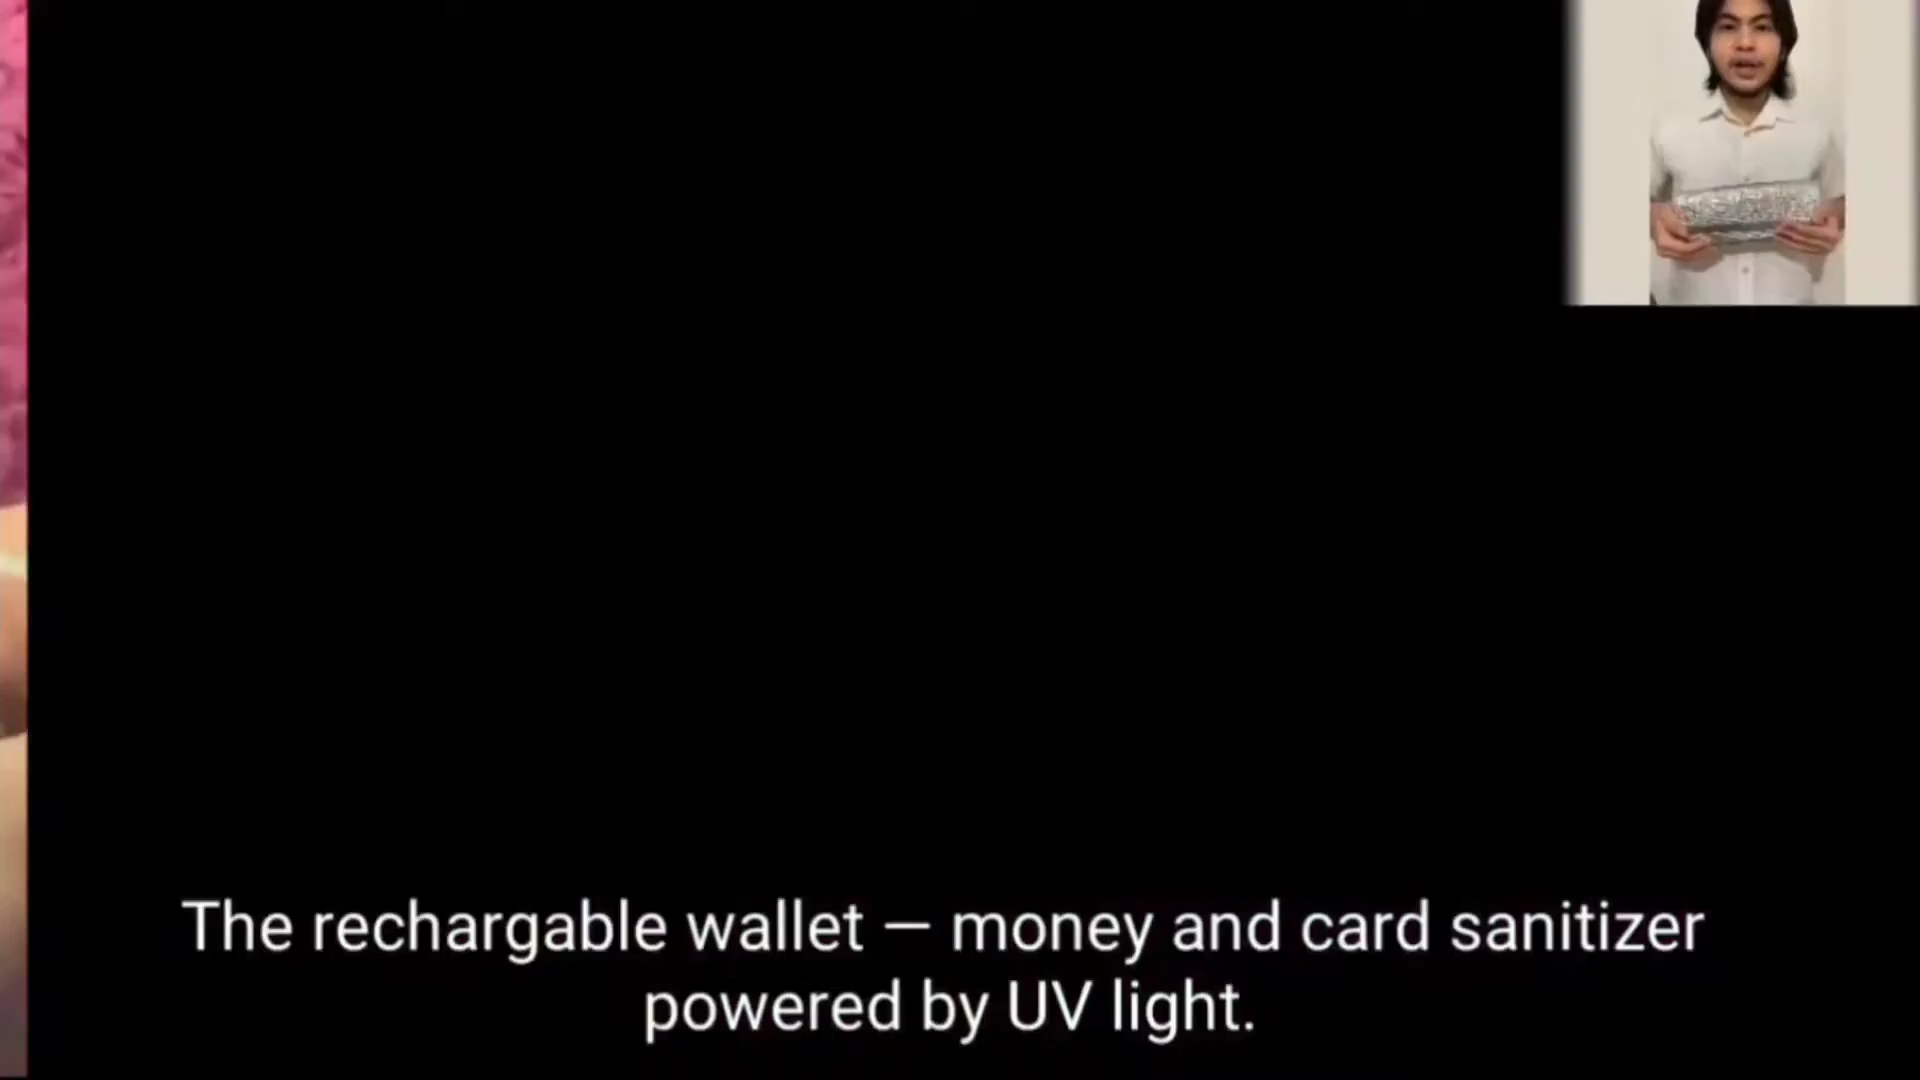 The rechargable wallet — money and card sanitizer
powered by UV light.